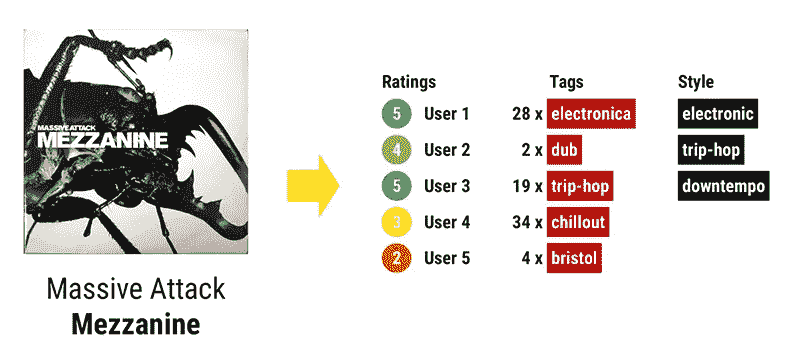 MASSIVE ATTACK
MEZZANINE
Massive Attack
Mezzanine
Ratings Tags Style
5 User 1 28 x electronica electronic
4 User 2 2 x dub trip-hop
5 User 3 19 x trip-hop downtempo
3 User 4 34 x chillout
2 User 5 4 x bristol